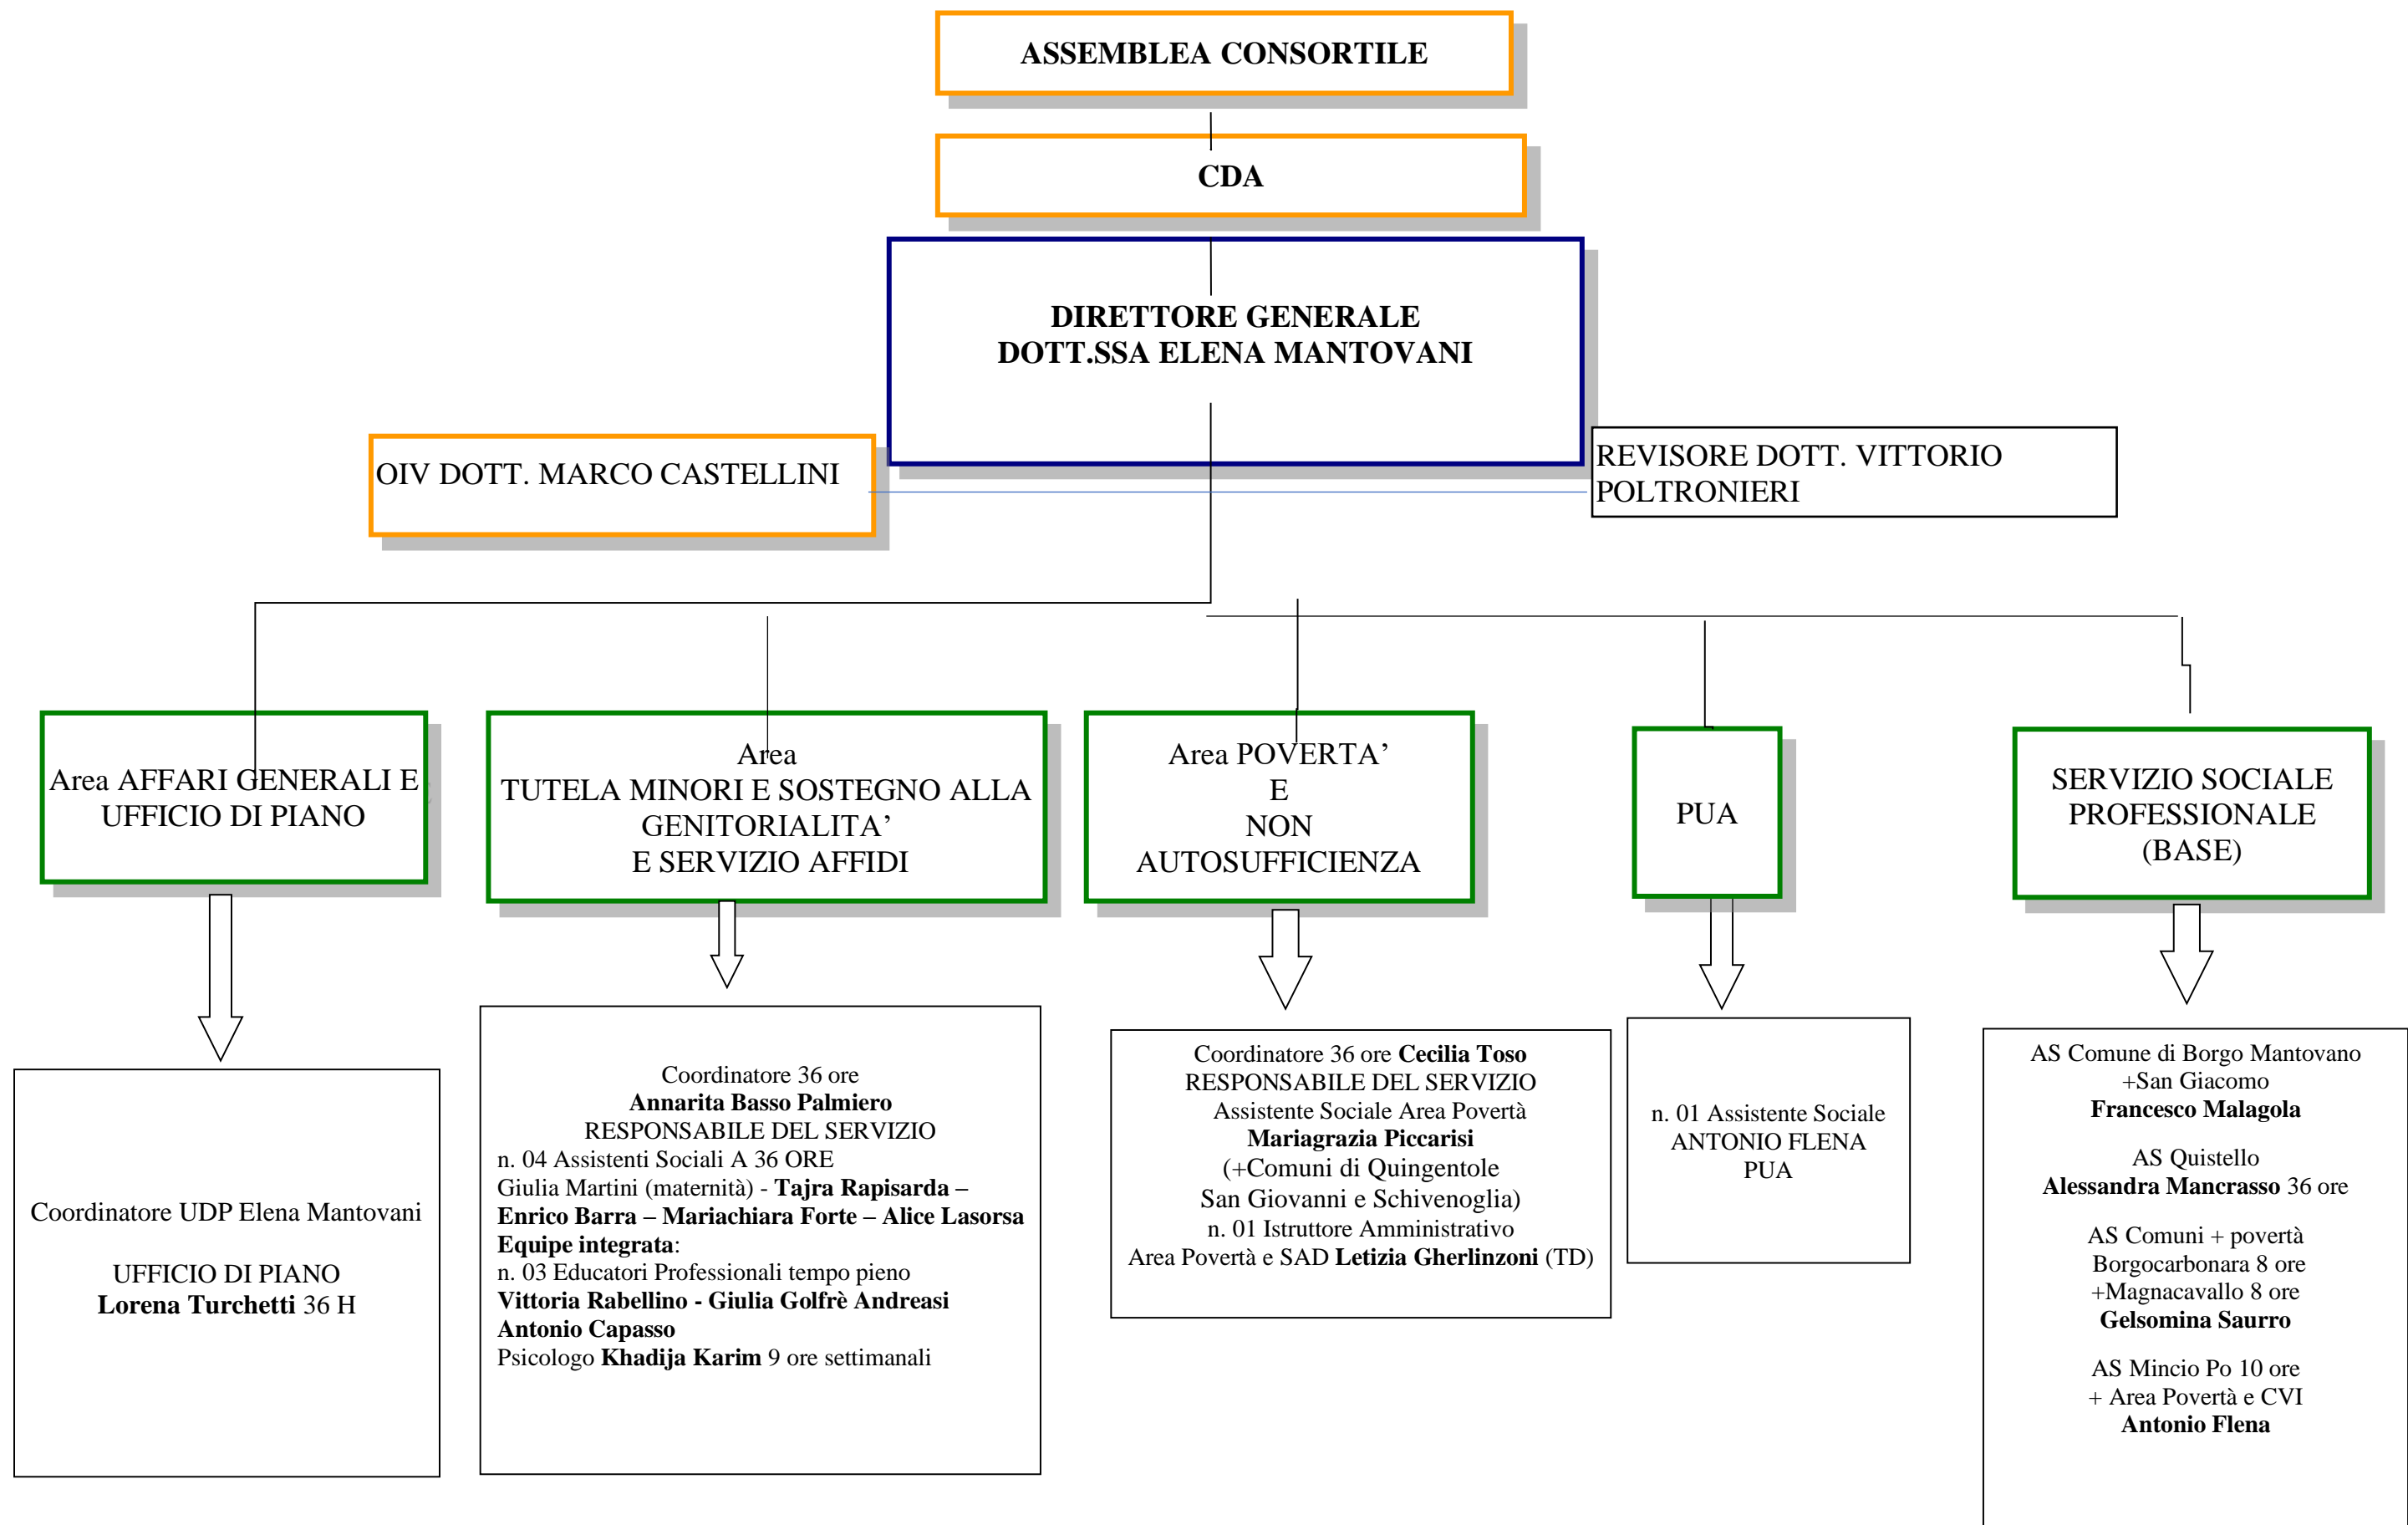 ASSEMBLEA CONSORTILE
CDA
DIRETTORE GENERALE
DOTT.SSA ELENA MANTOVANI
OIV DOTT. MARCO CASTELLINI
REVISORE DOTT. VITTORIO
POLTRONIERI
Area AFFARI GENERALI E
UFFICIO DI PIANO
Area
TUTELA MINORI E SOSTEGNO ALLA
GENITORIALITA’
E SERVIZIO AFFIDI
Area POVERTA’
E
NON
AUTOSUFFICIENZA
PUA
SERVIZIO SOCIALE
PROFESSIONALE
(BASE)
Coordinatore UDP Elena Mantovani
UFFICIO DI PIANO
Lorena Turchetti 36 H
Coordinatore 36 ore
Annarita Basso Palmiero
RESPONSABILE DEL SERVIZIO
n. 04 Assistenti Sociali A 36 ORE
Giulia Martini (maternità) - Tajra Rapisarda –
Enrico Barra – Mariachiara Forte – Alice Lasorsa
Equipe integrata:
n. 03 Educatori Professionali tempo pieno
Vittoria Rabellino - Giulia Golfrè Andreasi
Antonio Capasso
Psicologo Khadija Karim 9 ore settimanali
Coordinatore 36 ore Cecilia Toso
RESPONSABILE DEL SERVIZIO
Assistente Sociale Area Povertà
Mariagrazia Piccarisi
(+Comuni di Quingentole
San Giovanni e Schivenoglia)
n. 01 Istruttore Amministrativo
Area Povertà e SAD Letizia Gherlinzoni (TD)
n. 01 Assistente Sociale
ANTONIO FLENA
PUA
AS Comune di Borgo Mantovano
+San Giacomo
Francesco Malagola
AS Quistello
Alessandra Mancrasso 36 ore
AS Comuni + povertà
Borgocarbonara 8 ore
+Magnacavallo 8 ore
Gelsomina Saurro
AS Mincio Po 10 ore
+ Area Povertà e CVI
Antonio Flena